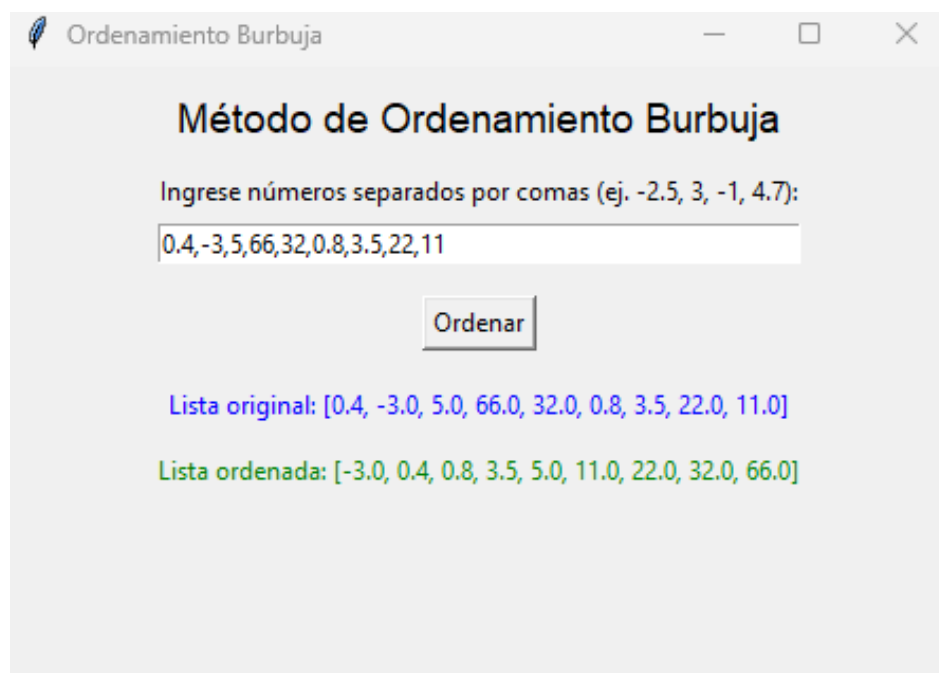 Ordenamiento Burbuja
Método de Ordenamiento Burbuja
Ingrese números separados por comas (ej. -2.5, 3, -1, 4.7):
0.4,-3,5,66,32,0.8,3.5,22,11
Ordenar
Lista original: [0.4, -3.0, 5.0, 66.0, 32.0, 0.8, 3.5, 22.0, 11.0]
Lista ordenada: [-3.0, 0.4, 0.8, 3.5, 5.0, 11.0, 22.0, 32.0, 66.0]